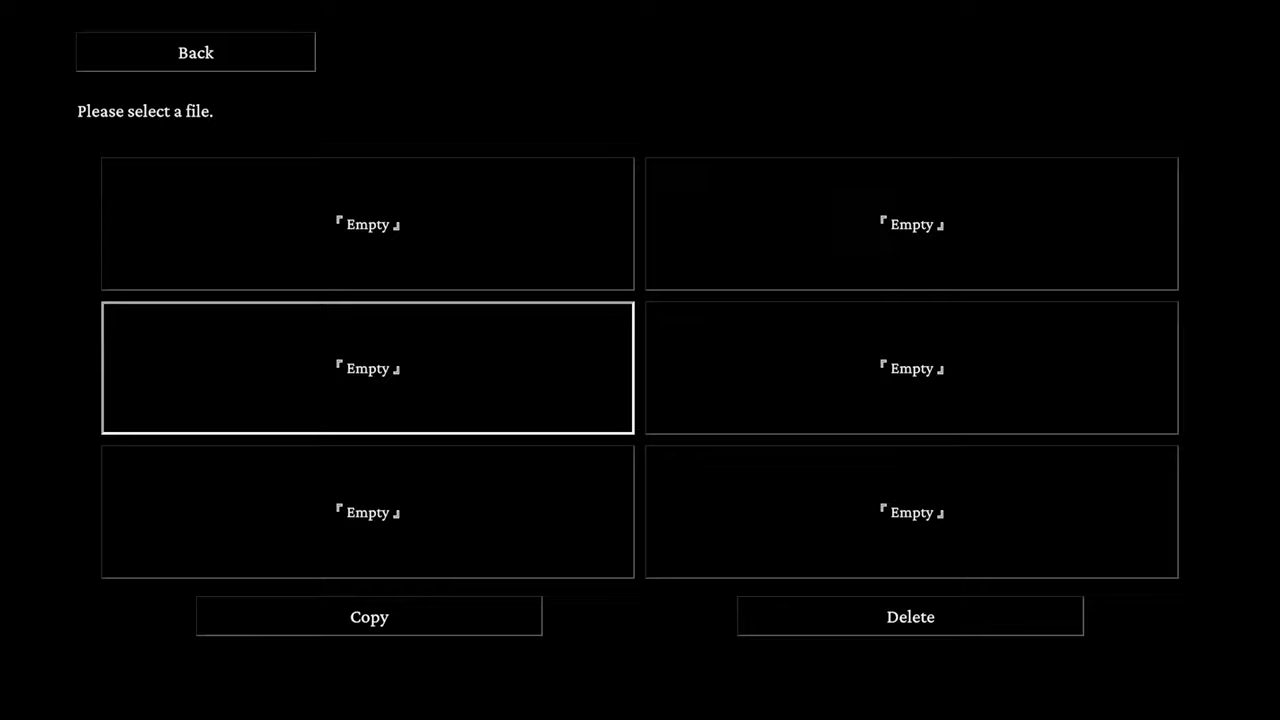 Back
Please select a file.
『 Empty 』
『 Empty 』
『 Empty 』
『 Empty 』
『 Empty 』
『 Empty 』
Copy
Delete